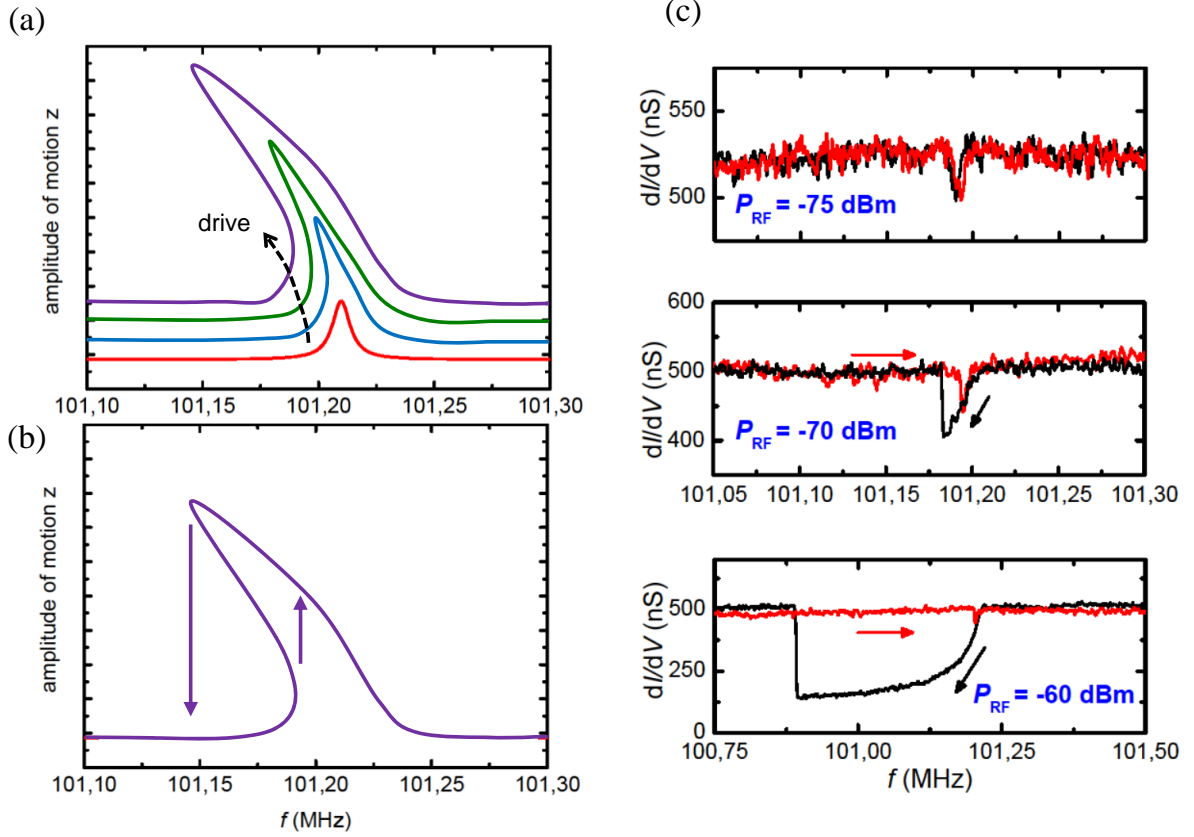 (a)
amplitude of motion z
drive
101,10 101,15 101,20 101,25 101,30
(b)
amplitude of motion z
101,10 101,15 101,20 101,25 101,30
f (MHz)
(c)
550
500
dI/dV (nS)
PRF = -75 dBm
600
500
400
dI/dV (nS)
PRF = -70 dBm
101,05 101,10 101,15 101,20 101,25 101,30
500
250
0
dI/dV (nS)
PRF = -60 dBm
100,75 101,00 101,25 101,50
f (MHz)